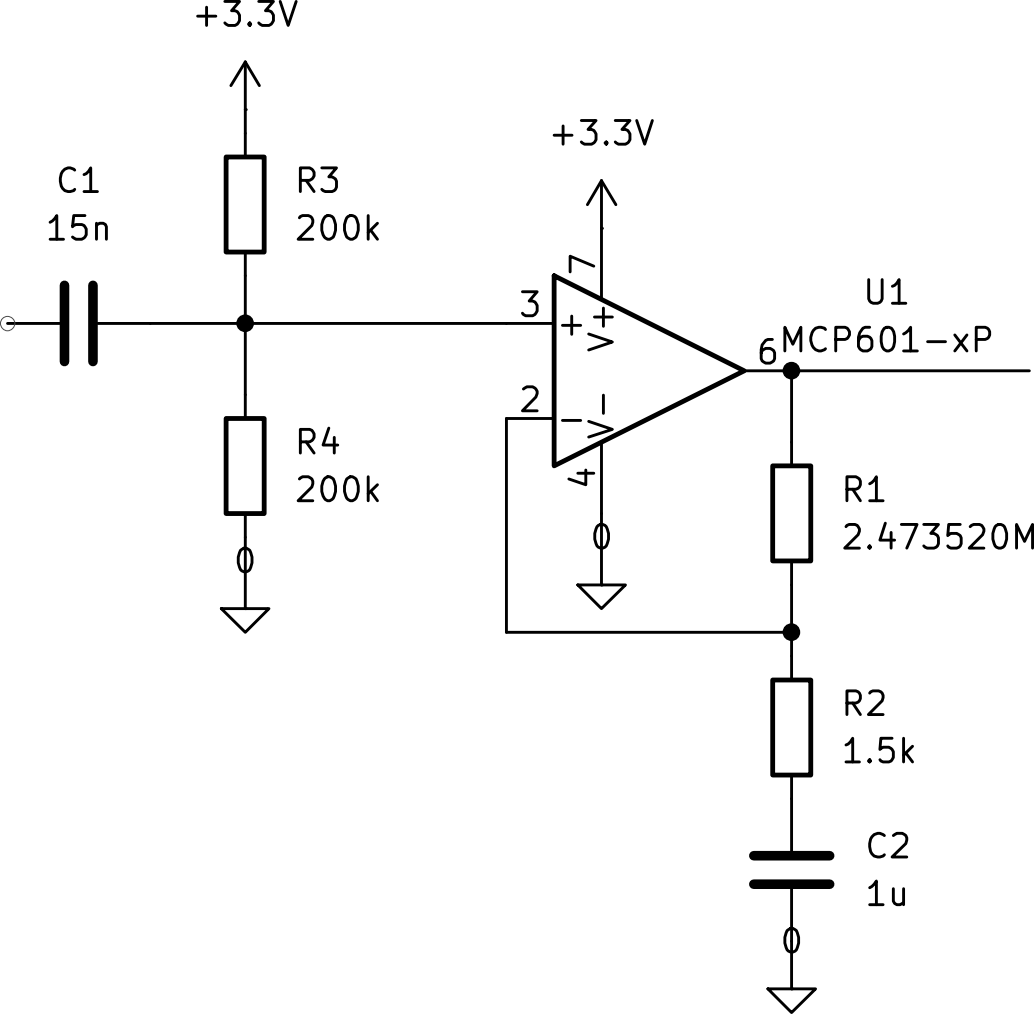 +3.3V
+3.3V
C1
15n
R3
200k
7
3
+
V+
U1
MCP601-xP
6
2
-
V-
4
R4
200k
0
0
R1
2.473520M
R2
1.5k
C2
1u
0